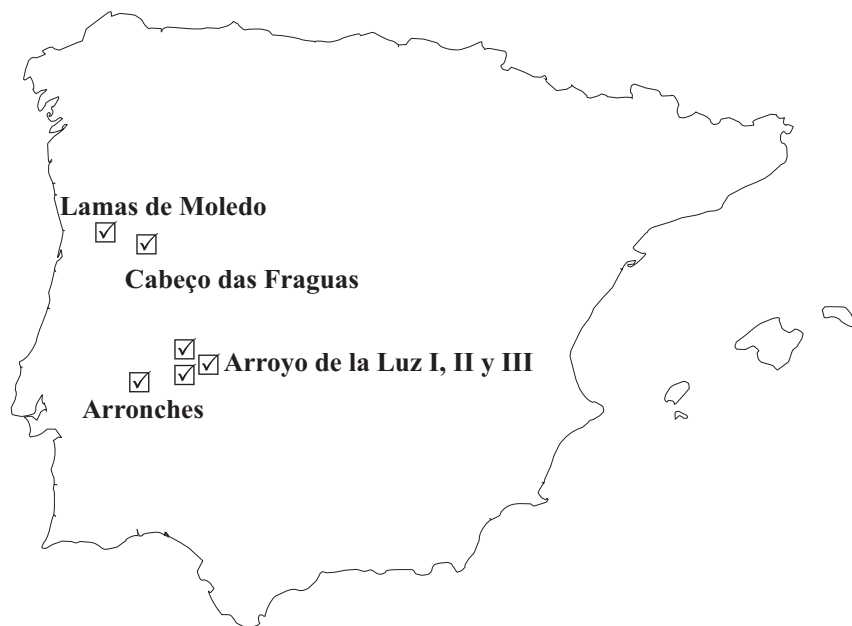 Lamas de Moledo
Cabeço das Fraguas
Arroyo de la Luz I, II y III
Arronches